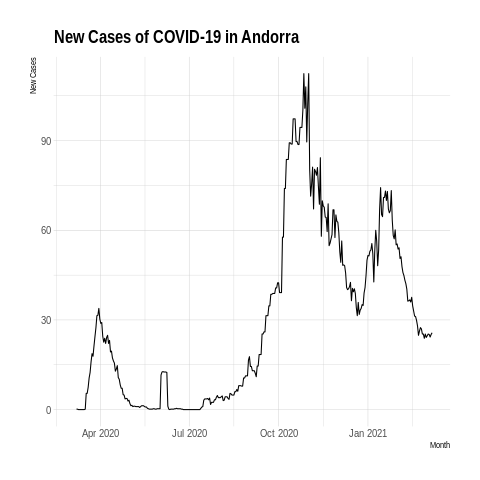 New Cases of COVID-19 in Andorra
New Cases
90
60
30
0
Apr 2020 Jul 2020 Oct 2020 Jan 2021
Month